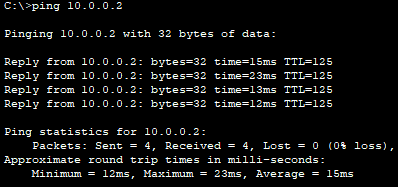 C:\>ping 10.0.0.2
Pinging 10.0.0.2 with 32 bytes of data:
Reply from 10.0.0.2: bytes=32 time=15ms TTL=125
Reply from 10.0.0.2: bytes=32 time=23ms TTL=125
Reply from 10.0.0.2: bytes=32 time=13ms TTL=125
Reply from 10.0.0.2: bytes=32 time=12ms TTL=125
Ping statistics for 10.0.0.2:
Packets: Sent = 4, Received = 4, Lost = 0 (0% loss),
Approximate round trip times in milli-seconds:
Minimum = 12ms, Maximum = 23ms, Average = 15ms